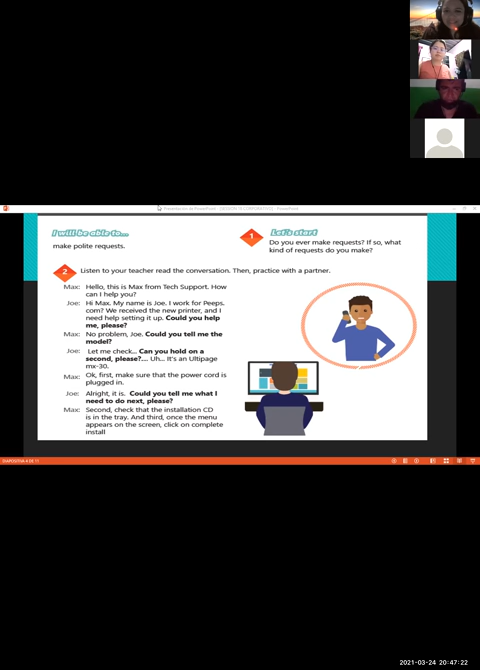 I will be able to...
make polite requests.
1
Let's start
Do you ever make requests? If so, what
kind of requests do you make?
2
Listen to your teacher read the conversation. Then, practice with a partner.
Max: Hello, this is Max from Tech Support. How
can I help you?
Joe: Hi Max. My name is Joe. I work for Peeps.
com? We received the new printer, and I
need help setting it up. Could you help
me, please?
Max: No problem, Joe. Could you tell me the
model?
Joe: Let me check... Can you hold on a
second, please?.... Uh... It's an Ultipage
mx-30.
Max: Ok, first, make sure that the power cord is
plugged in.
Joe: Alright, it is. Could you tell me what I
need to do next, please?
Max: Second, check that the installation CD
is in the tray. And third, once the menu
appears on the screen, click on complete
install
DIAPOSITIVA 4 DE 11
2021-03-24 20:47:22